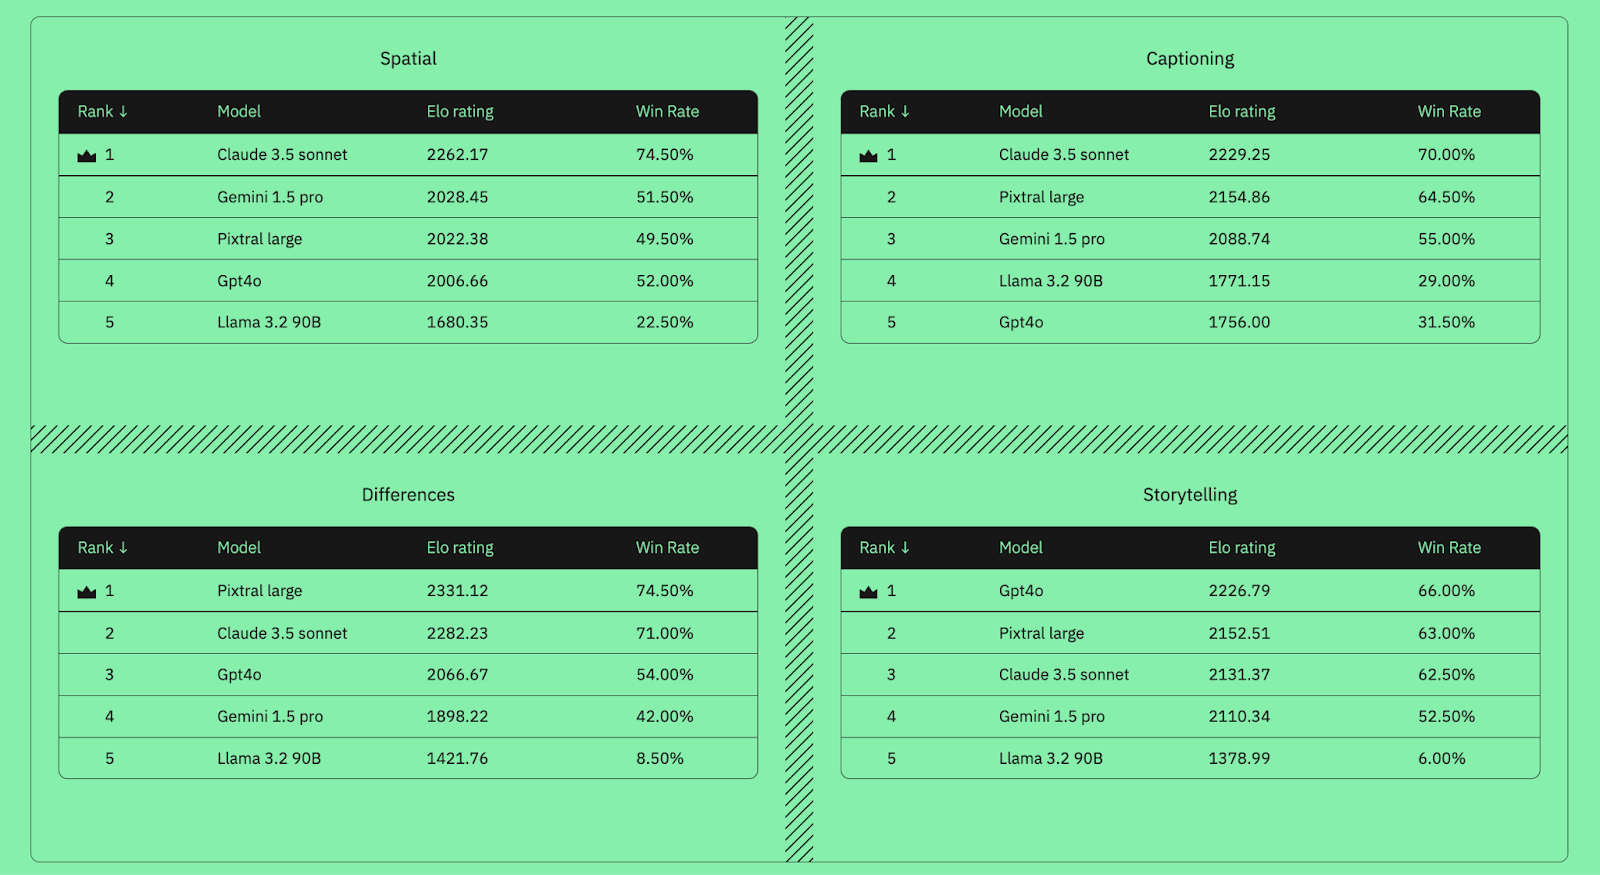 Spatial
Rank ↓ Model Elo rating Win Rate
1 Claude 3.5 sonnet 2262.17 74.50%
2 Gemini 1.5 pro 2028.45 51.50%
3 Pixtral large 2022.38 49.50%
4 Gpt4o 2006.66 52.00%
5 Llama 3.2 90B 1680.35 22.50%
Captioning
Rank ↓ Model Elo rating Win Rate
1 Claude 3.5 sonnet 2229.25 70.00%
2 Pixtral large 2154.86 64.50%
3 Gemini 1.5 pro 2088.74 55.00%
4 Llama 3.2 90B 1771.15 29.00%
5 Gpt4o 1756.00 31.50%
Differences
Rank ↓ Model Elo rating Win Rate
1 Pixtral large 2331.12 74.50%
2 Claude 3.5 sonnet 2282.23 71.00%
3 Gpt4o 2066.67 54.00%
4 Gemini 1.5 pro 1898.22 42.00%
5 Llama 3.2 90B 1421.76 8.50%
Storytelling
Rank ↓ Model Elo rating Win Rate
1 Gpt4o 2226.79 66.00%
2 Pixtral large 2152.51 63.00%
3 Claude 3.5 sonnet 2131.37 62.50%
4 Gemini 1.5 pro 2110.34 52.50%
5 Llama 3.2 90B 1378.99 6.00%